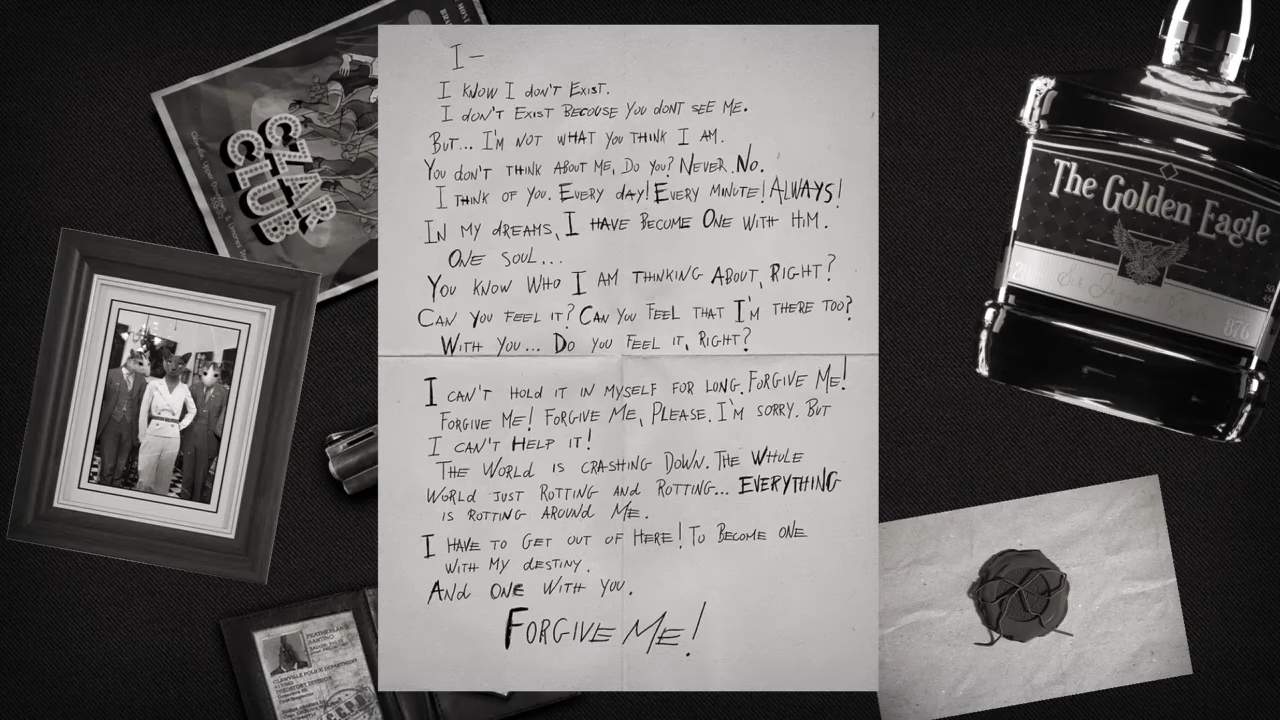 CZAR
CLUB
I–
I KNOW I DON'T EXIST.
I DON'T EXIST BECOUSE YOU DONT SEE ME.
BUT... I'M NOT WHAT YOU THINK I AM.
YOU DON'T THINK ABOUT ME, DO YOU? NEVER. NO.
I THINK OF YOU. EVERY DAY! EVERY MINUTE! ALWAYS!
IN MY DREAMS, I HAVE BECOME ONE WITH HIM.
ONE SOUL...
YOU KNOW WHO I AM THINKING ABOUT, RIGHT?
CAN YOU FEEL IT? CAN YOU FEEL THAT I'M THERE TOO?
WITH YOU... DO YOU FEEL IT, RIGHT?
I CAN'T HOLD IT IN MYSELF FOR LONG. FORGIVE ME!
FORGIVE ME! FORGIVE ME, PLEASE. I'M SORRY. BUT
I CAN'T HELP IT!
THE WORLD IS CRASHING DOWN. THE WHULE
WORLD JUST ROTTING AND ROTTING... EVERYTHING
IS ROTTING AROUND ME.
I HAVE TO GET OUT OF HERE! TO BECOME ONE
WITH MY DESTINY.
AND ONE WITH YOU.
FORGIVE ME!
The Golden Eagle
876
CLAWVILLE POLICE DEPARTMENT